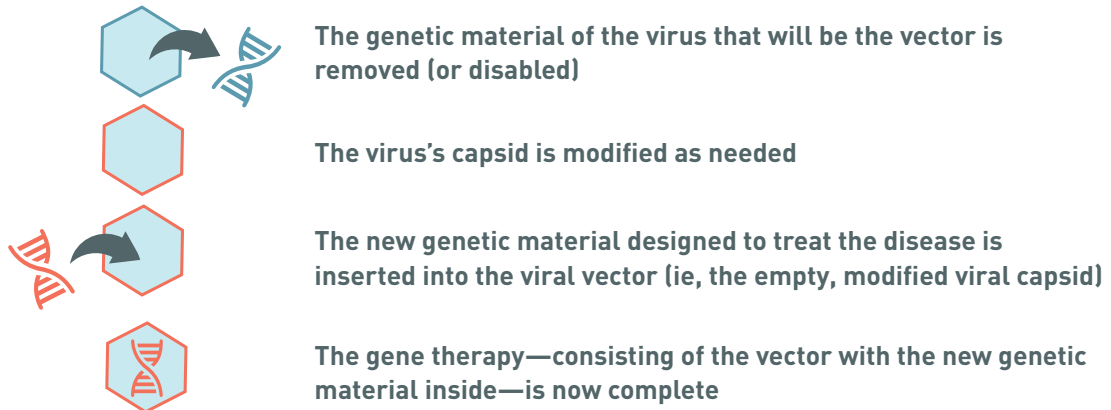 The genetic material of the virus that will be the vector is
removed (or disabled)
The virus’s capsid is modified as needed
The new genetic material designed to treat the disease is
inserted into the viral vector (ie, the empty, modified viral capsid)
The gene therapy—consisting of the vector with the new genetic
material inside—is now complete